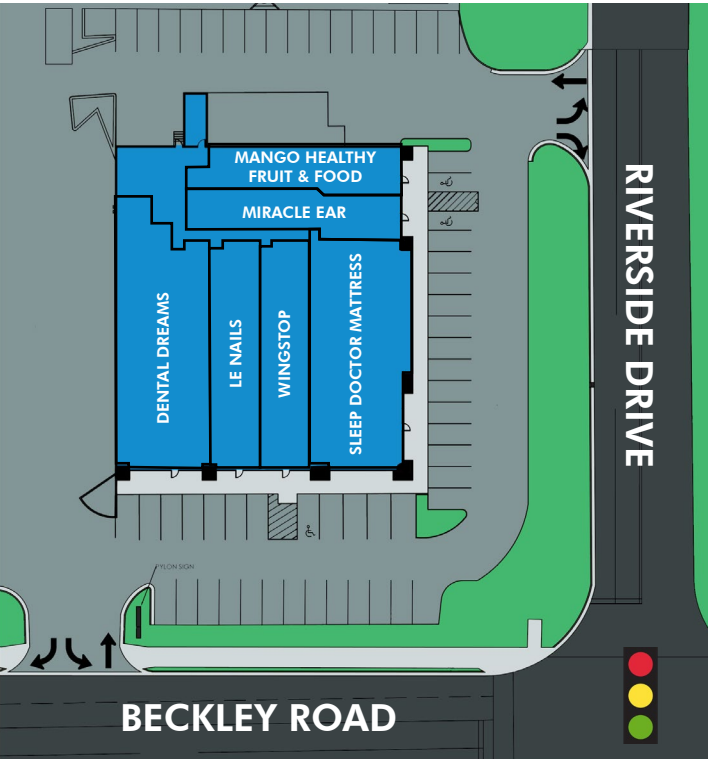 MANGO HEALTHY
FRUIT & FOOD
MIRACLE EAR
DENTAL DREAMS
LE NAILS
WINGSTOP
SLEEP DOCTOR MATTRESS
RIVERSIDE DRIVE
PYLON SIGN
BECKLEY ROAD